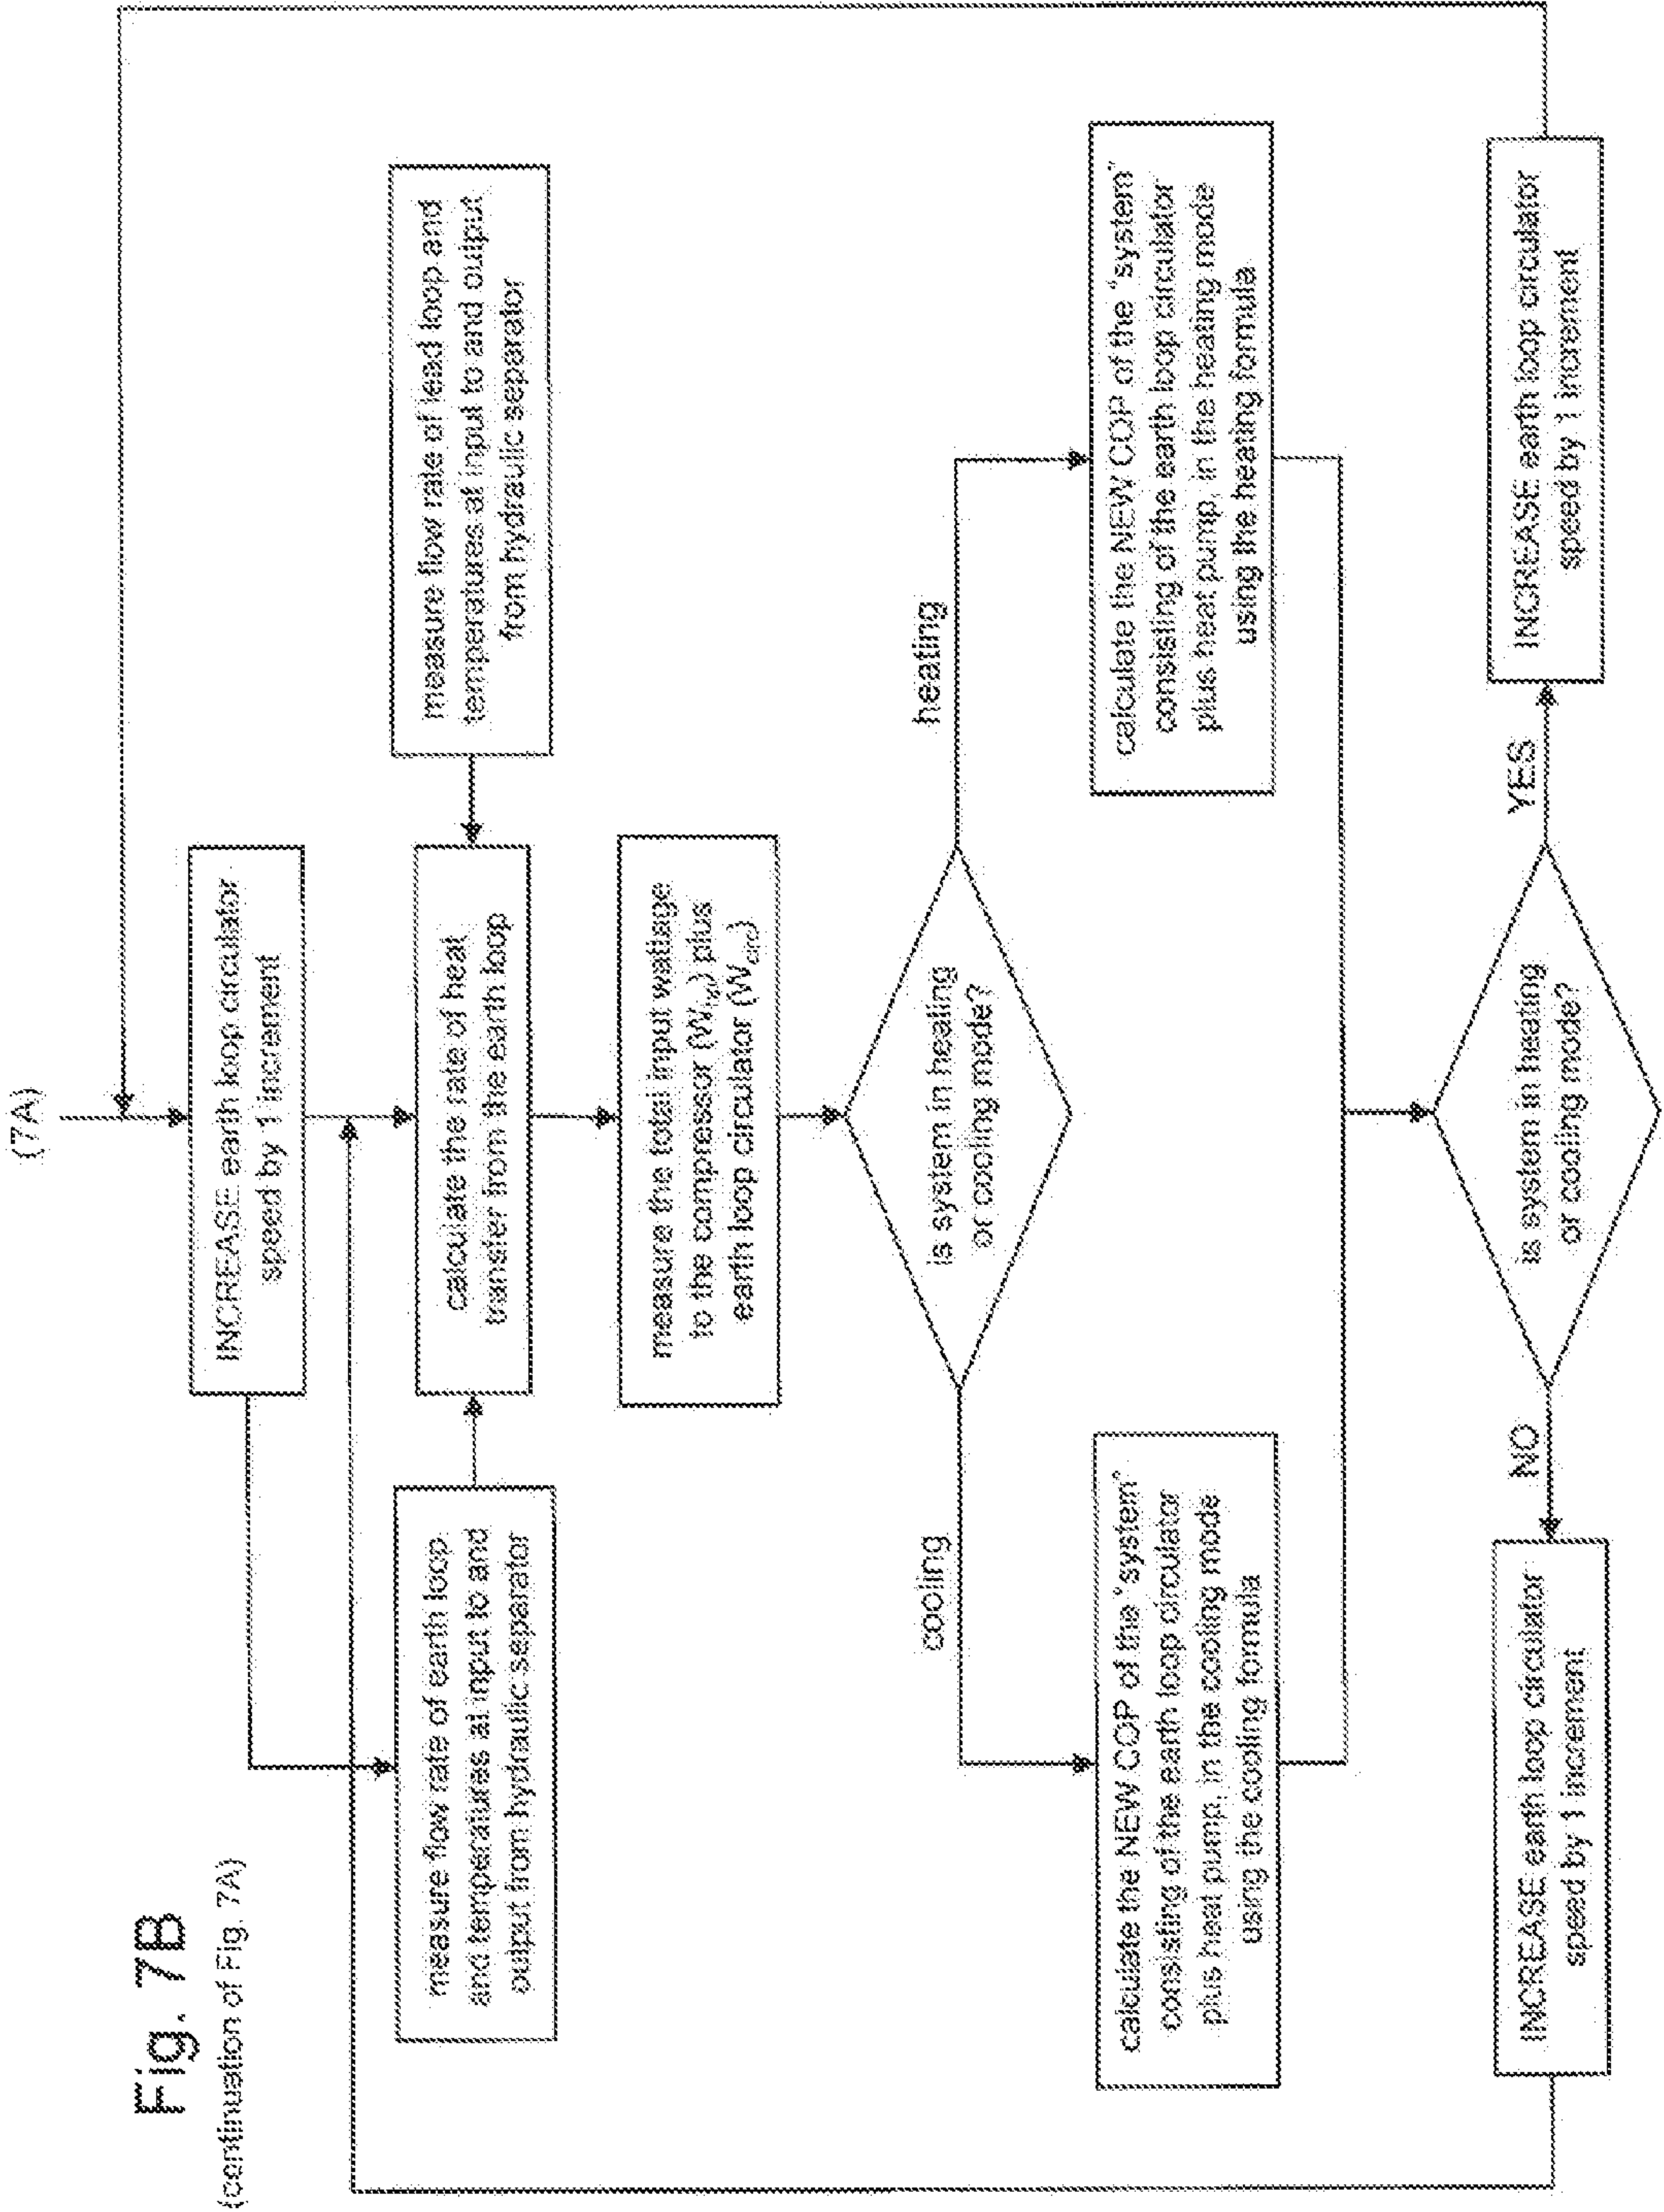 Fig. 7B
(continuation of Fig. 7A)
(7A)
INCREASE earth loop circulator
speed by 1 increment
measure flow rate of earth loop
and temperatures at input to and
output from hydraulic separator
calculate the rate of heat
transfer from the earth loop
measure flow rate of lead loop and
temperatures at input to and output
from hydraulic separator
measure the total input wattage
to the compressor (Whp) plus
earth loop circulator (Wcirc)
is system in heating
or cooling mode?
cooling
heating
calculate the NEW COP of the "system"
consisting of the earth loop circulator
plus heat pump, in the cooling mode
using the cooling formula
calculate the NEW COP of the "system"
consisting of the earth loop circulator
plus heat pump, in the heating mode
using the heating formula
is system in heating
or cooling mode?
NO
YES
INCREASE earth loop circulator
speed by 1 increment
INCREASE earth loop circulator
speed by 1 increment